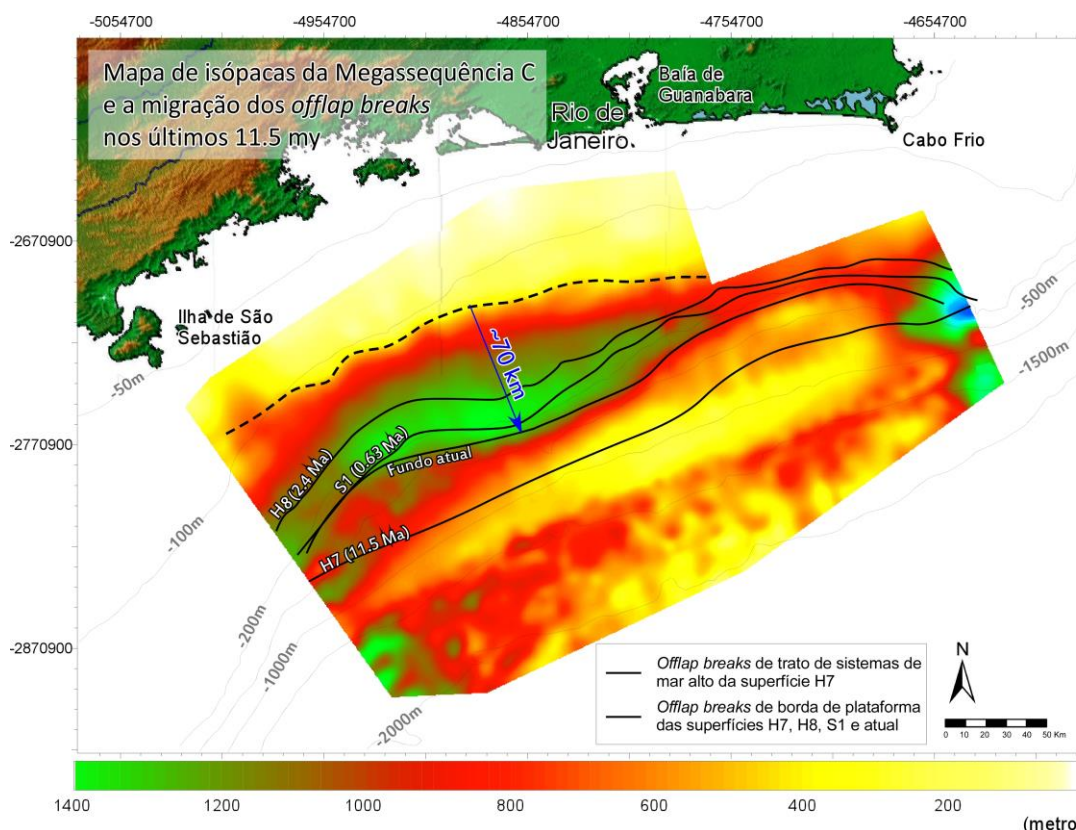 -5054700 -4954700 -4854700 -4754700 -4654700
Mapa de isópacas da Megassequência C
e a migração dos offlap breaks
nos últimos 11.5 my
Baía de
Guanabara
Rio de
Janeiro
Cabo Frio
-2670900
Ilha de São
Sebastião
-50m
-500m
-1500m
~70 km
-2770900
H8 (2.4 Ma)
S1 (0.63 Ma)
Fundo atual
-100m
H7 (11.5 Ma)
-200m
-1000m
-2000m
-2870900
Offlap breaks de trato de sistemas de
mar alto da superfície H7
Offlap breaks de borda de plataforma
das superfícies H7, H8, S1 e atual
N
0 10 20 30 40 50 Km
1400 1200 1000 800 600 400 200
(metro